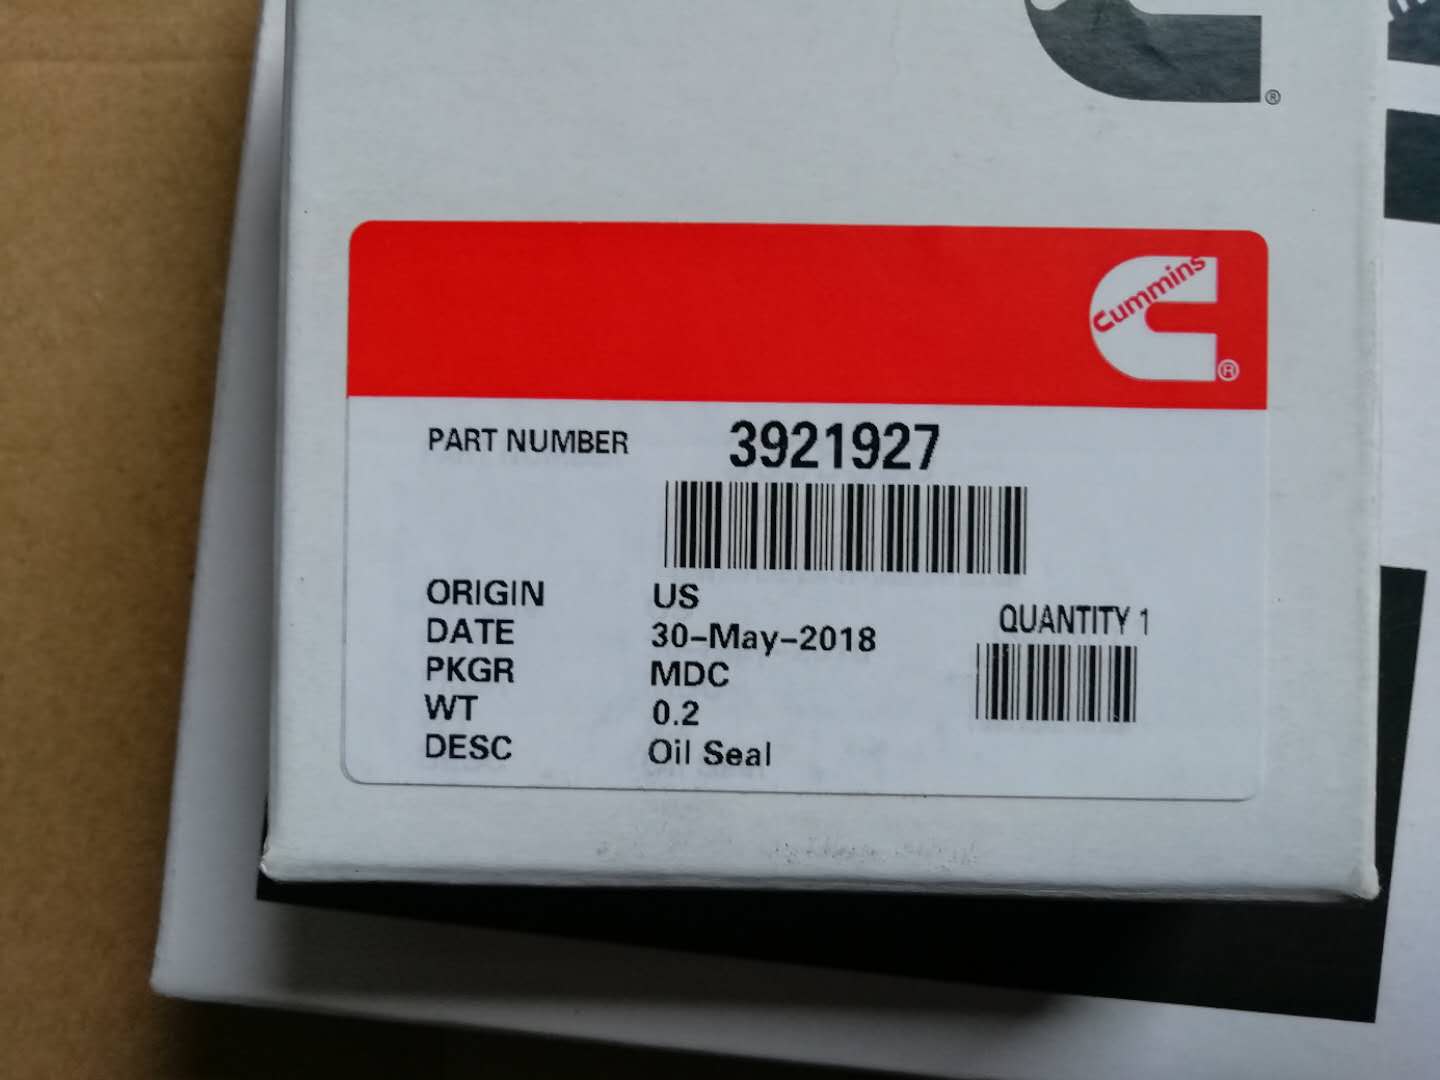 ®
Cummins
®
PART NUMBER 3921927
ORIGIN US
DATE 30-May-2018
QUANTITY 1
PKGR MDC
WT 0.2
DESC Oil Seal